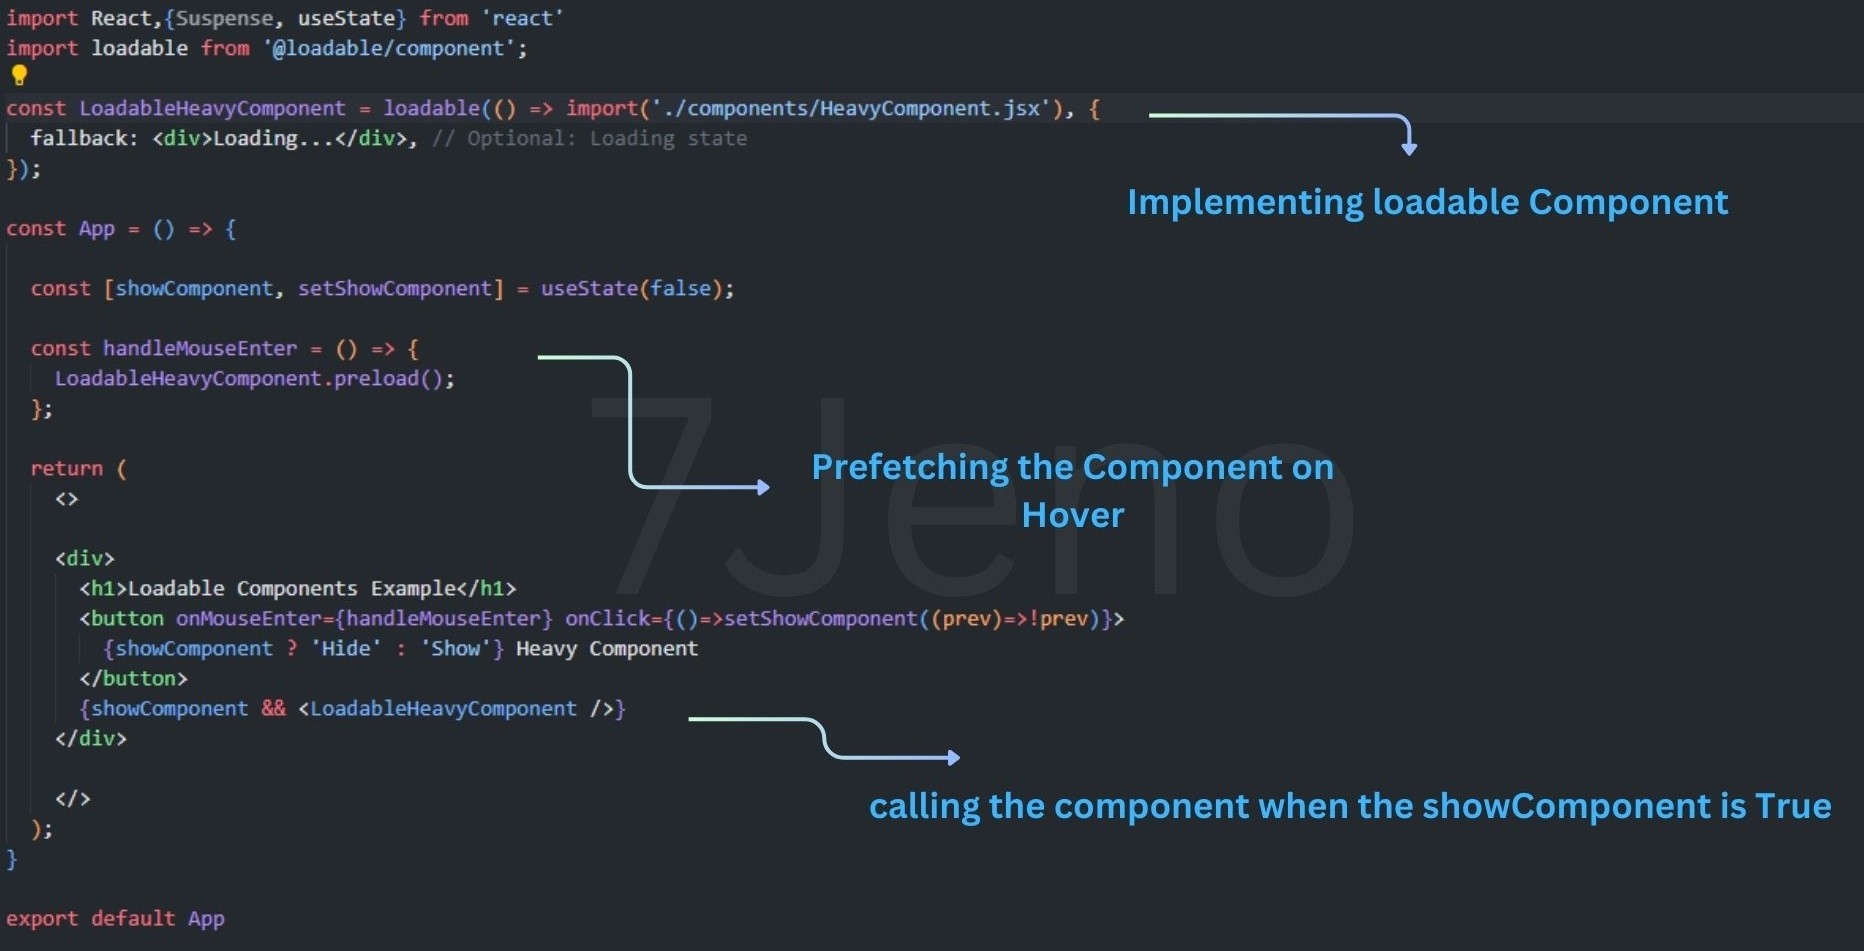 import React,{Suspense, useState} from 'react'
import loadable from '@loadable/component';
const LoadableHeavyComponent = loadable(() => import('./components/HeavyComponent.jsx'), {
fallback: <div>Loading...</div>, // Optional: Loading state
});
Implementing loadable Component
const App = () => {
const [showComponent, setShowComponent] = useState(false);
const handleMouseEnter = () => {
LoadableHeavyComponent.preload();
};
Prefetching the Component on
Hover
7Jeno
return (
<>
<div>
<h1>Loadable Components Example</h1>
<button onMouseEnter={handleMouseEnter} onClick={()=>setShowComponent((prev)=>!prev)}>
{showComponent ? 'Hide' : 'Show'} Heavy Component
</button>
{showComponent && <LoadableHeavyComponent />}
</div>
calling the component when the showComponent is True
</>
);
}
export default App